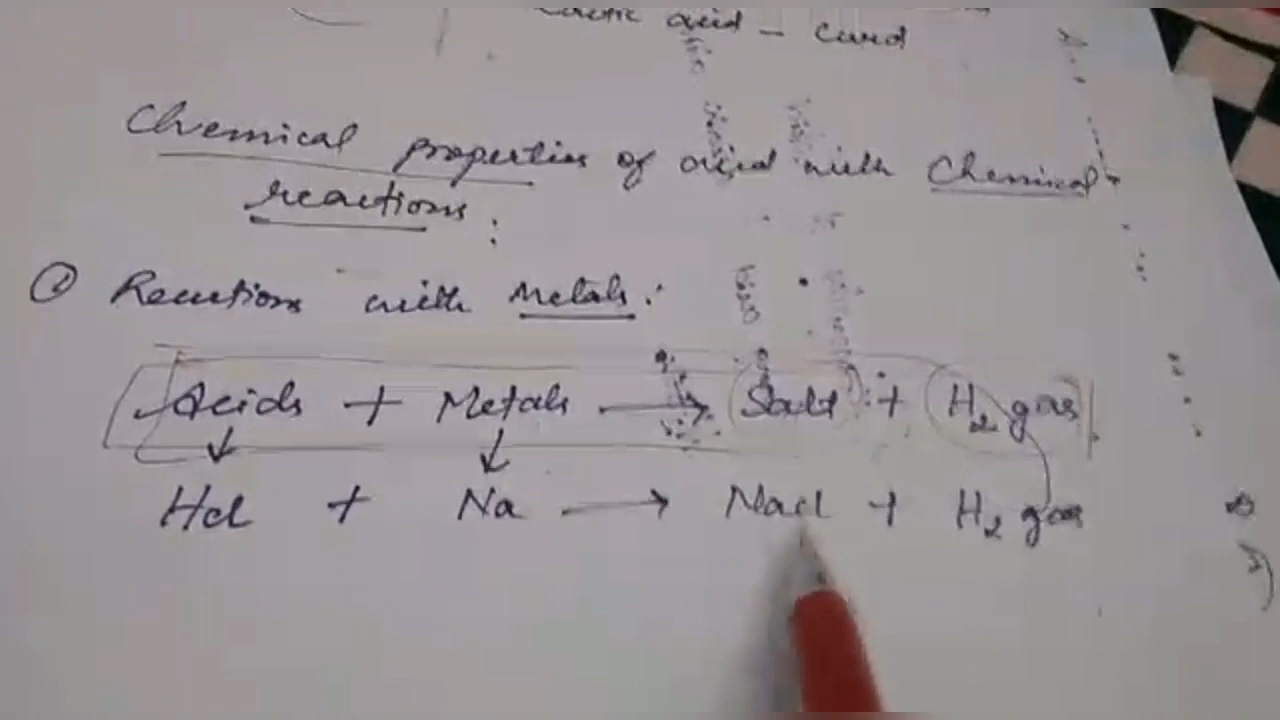 acid - curd
Chemical properties of acid with Chemical
reactions:
① Reactions with Metals:
Acids + Metals → Salt + H₂ gas
↓ ↓
Hcl + Na → Nacl + H₂ gas